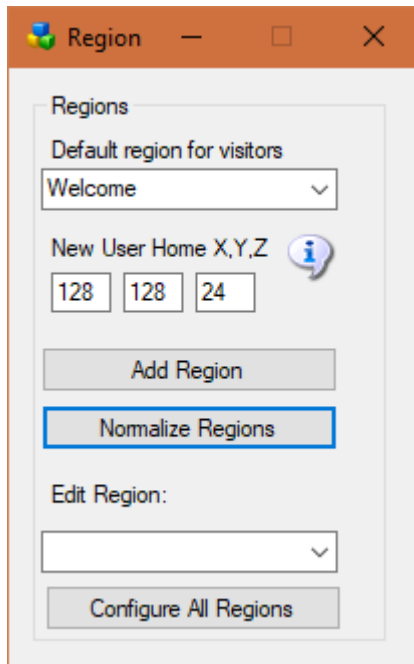 Region
Regions
Default region for visitors
Welcome
New User Home X,Y,Z
128 128 24
Add Region
Normalize Regions
Edit Region:
Configure All Regions